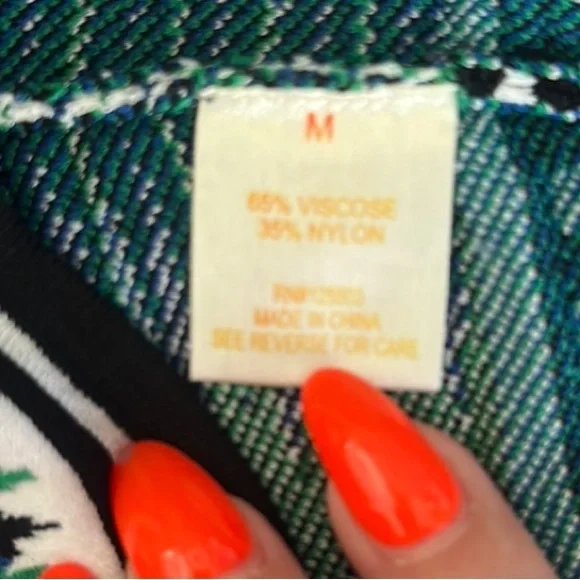 M
65% VISCOSE
35% NYLON
MADE IN CHINA
SEE REVERSE FOR CARE